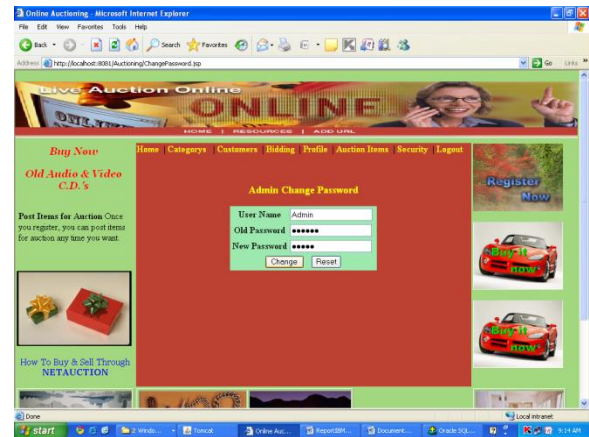 Online Auctioning - Microsoft Internet Explorer
File Edit View Favorites Tools Help
Back Search Favorites
Address http://localhost:8081/Auctioning/ChangePassword.jsp Go Links
Live Auction Online
ONLINE
HOME | RESOURCES | ADD URL
Home | Categorys | Customers | Bidding | Profile | Auction Items | Security | Logout
Buy Now
Old Audio & Video
C.D.'s
Post Items for Auction Once
you register, you can post items
for auction any time you want.
How To Buy & Sell Through
NETAUCTION
Admin Change Password
User Name Admin
Old Password ●●●●●●
New Password ●●●●●
Change Reset
Register
Now
Buy it
now
Buy it
now
Done Local intranet
start 2 Windo... Tomcat Online Auc... ReportIBM... Document... Oracle SQL... 9:14 AM